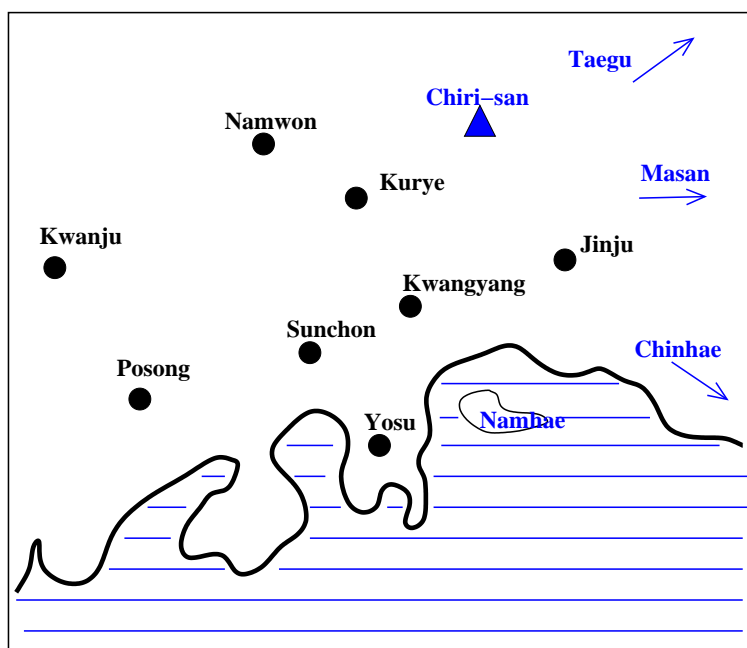 Taegu
Chiri-san
Namwon
Masan
Kurye
Kwanju
Jinju
Kwangyang
Sunchon
Chinhae
Posong
Yosu
Namhae